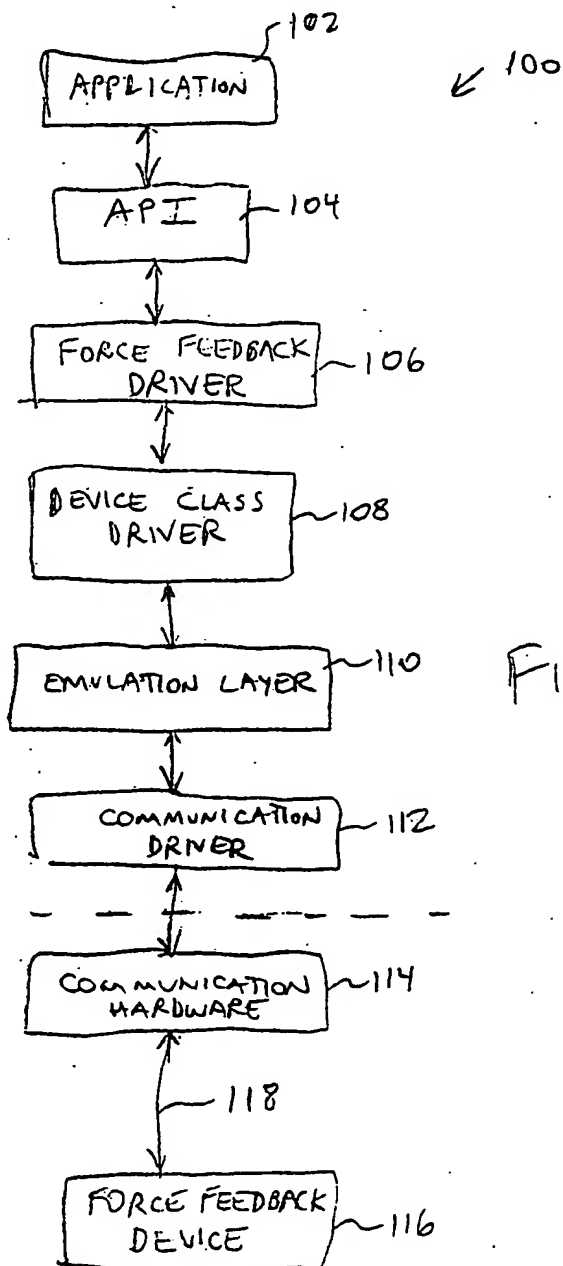 102
100
APPLICATION
API
104
FORCE FEEDBACK
DRIVER
106
DEVICE CLASS
DRIVER
108
EMULATION LAYER
110
FI
COMMUNICATION
DRIVER
112
COMMUNICATION
HARDWARE
114
118
FORCE FEEDBACK
DEVICE
116